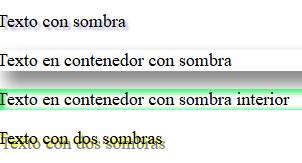 Texto con sombra
Texto en contenedor con sombra
Texto en contenedor con sombra interior
Texto con dos sombras